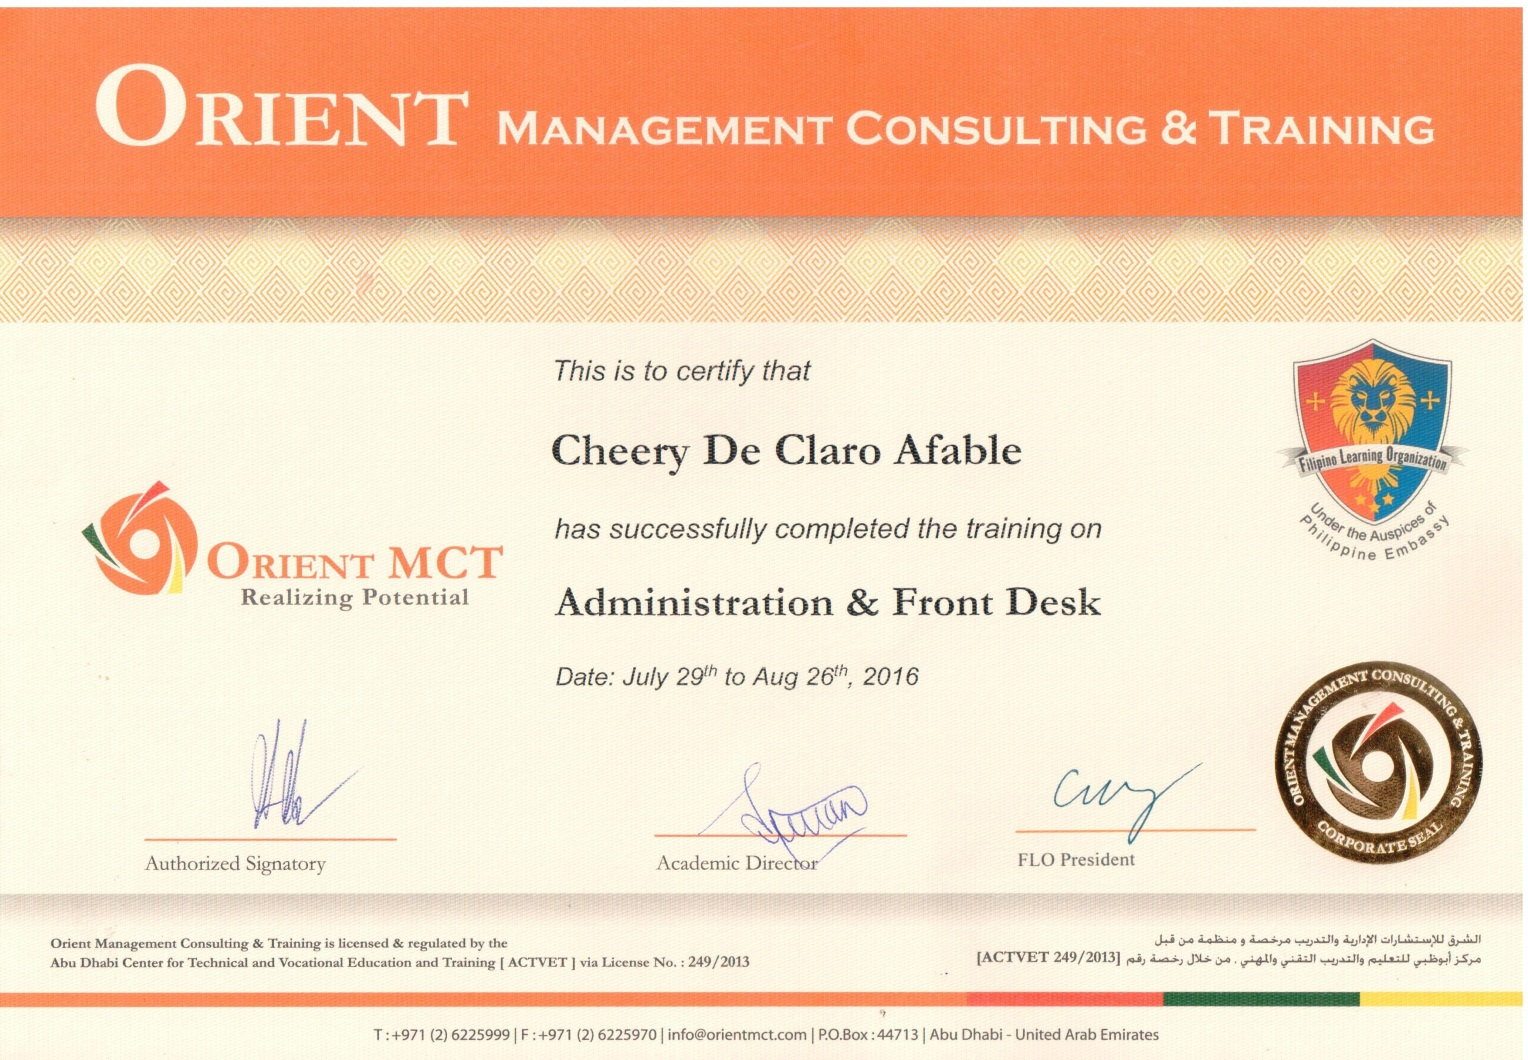 ORIENT MANAGEMENT CONSULTING & TRAINING
This is to certify that
Cheery De Claro Afable
has successfully completed the training on
Administration & Front Desk
Date: July 29th to Aug 26th, 2016
ORIENT MCT
Realizing Potential
Filipino Learning Organization
Under the Auspices of
Philippine Embassy
ORIENT MANAGEMENT CONSULTING & TRAINING
CORPORATE SEAL
Authorized Signatory
Academic Director
FLO President
Orient Management Consulting & Training is licensed & regulated by the
Abu Dhabi Center for Technical and Vocational Education and Training [ ACTVET ] via License No. : 249/2013
الشرق للإستشارات الإدارية والتدريب مرخصة و منظمة من قبل
مركز أبوظبي للتعليم والتدريب التقني والمهني . من خلال رخصة رقم [ACTVET 249/2013]
T : +971 (2) 6225999 | F : +971 (2) 6225970 | info@orientmct.com | P.O.Box : 44713 | Abu Dhabi - United Arab Emirates